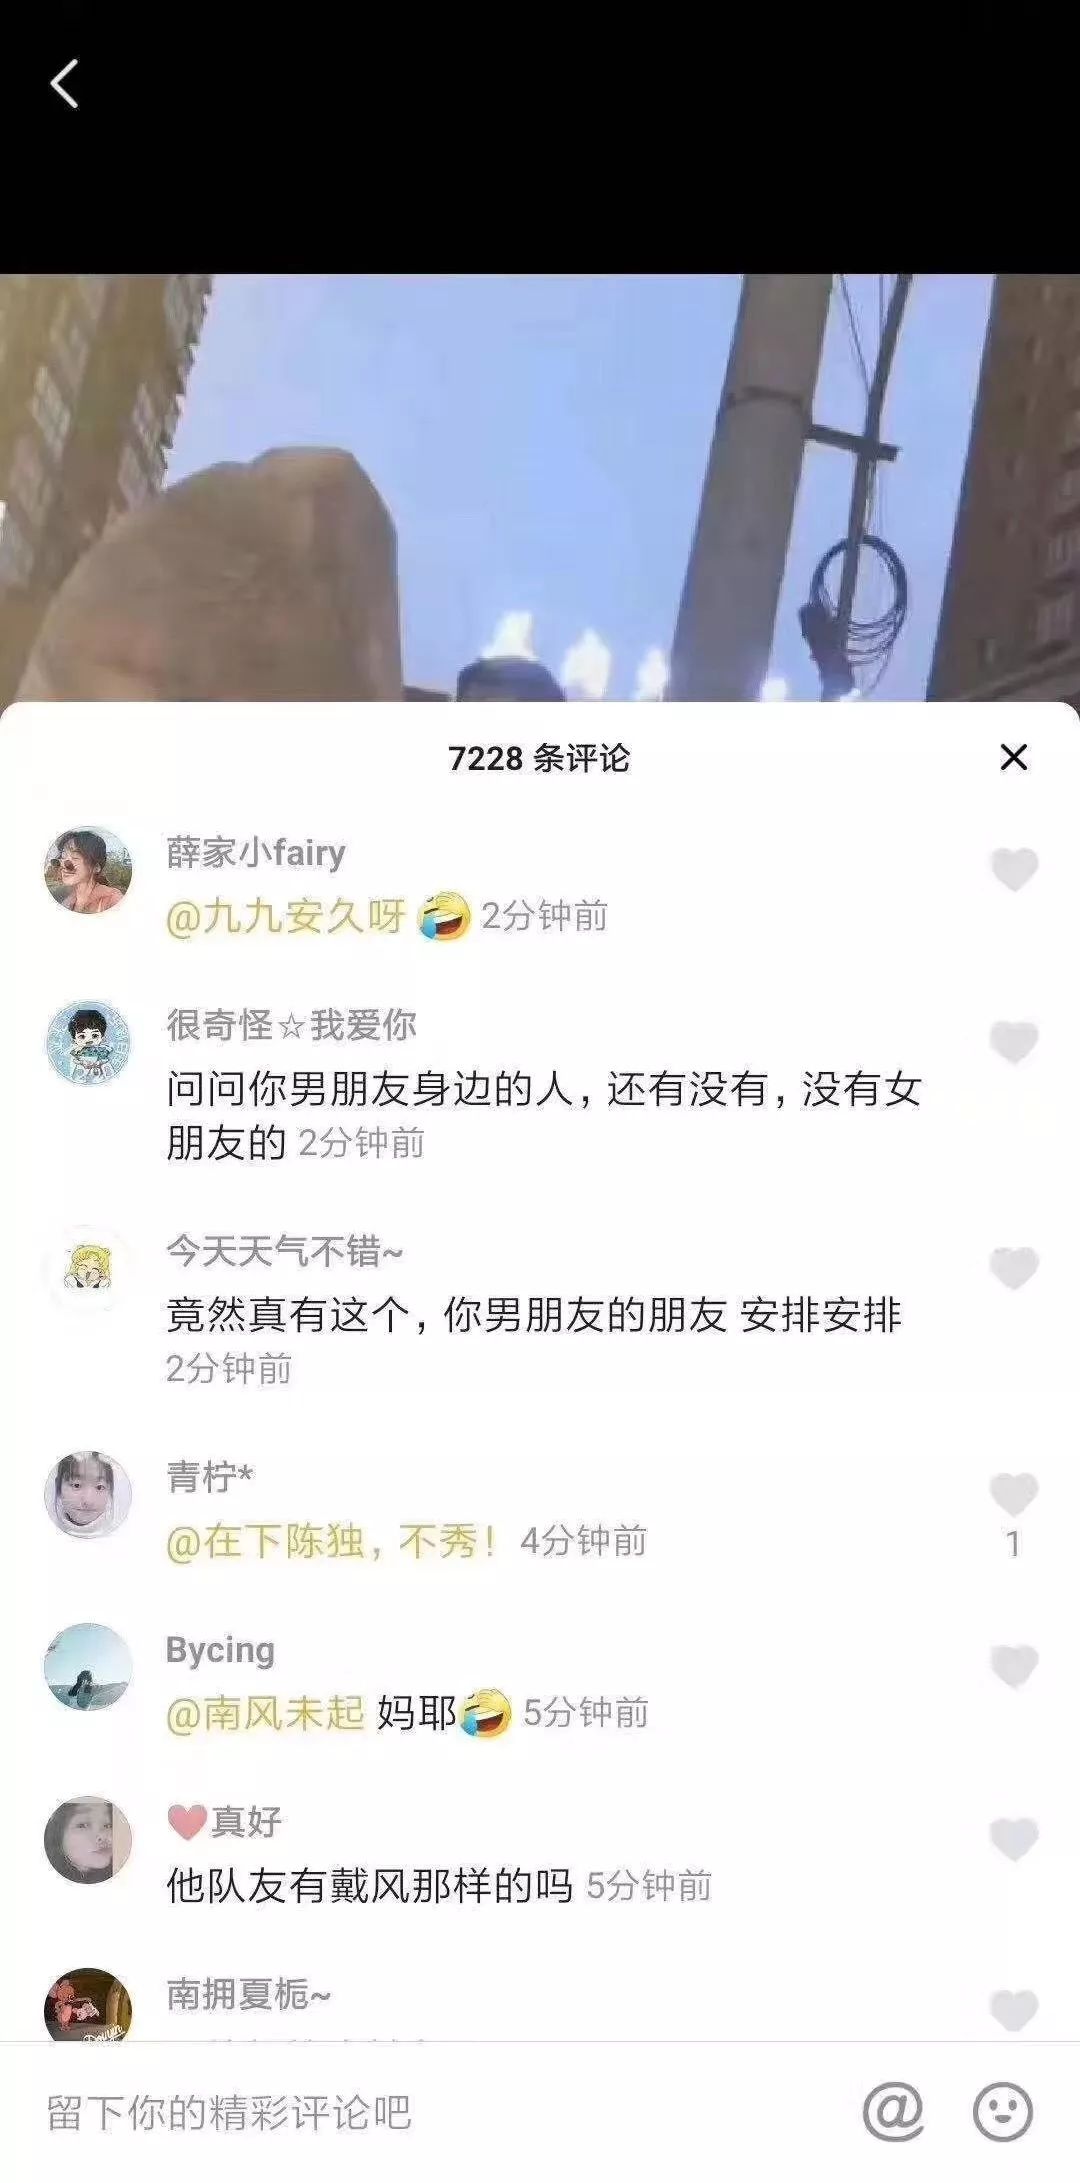 7228 条评论
薛家小fairy
@九九安久呀🤣 2分钟前
很奇怪☆我爱你
问问你男朋友身边的人，还有没有，没有女
朋友的 2分钟前
今天天气不错~
竟然真有这个，你男朋友的朋友 安排安排
2分钟前
青柠*
@在下陈独，不秀！ 4分钟前
1
Bycing
@南风未起 妈耶🤣 5分钟前
❤真好
他队友有戴风那样的吗 5分钟前
南拥夏栀~
留下你的精彩评论吧